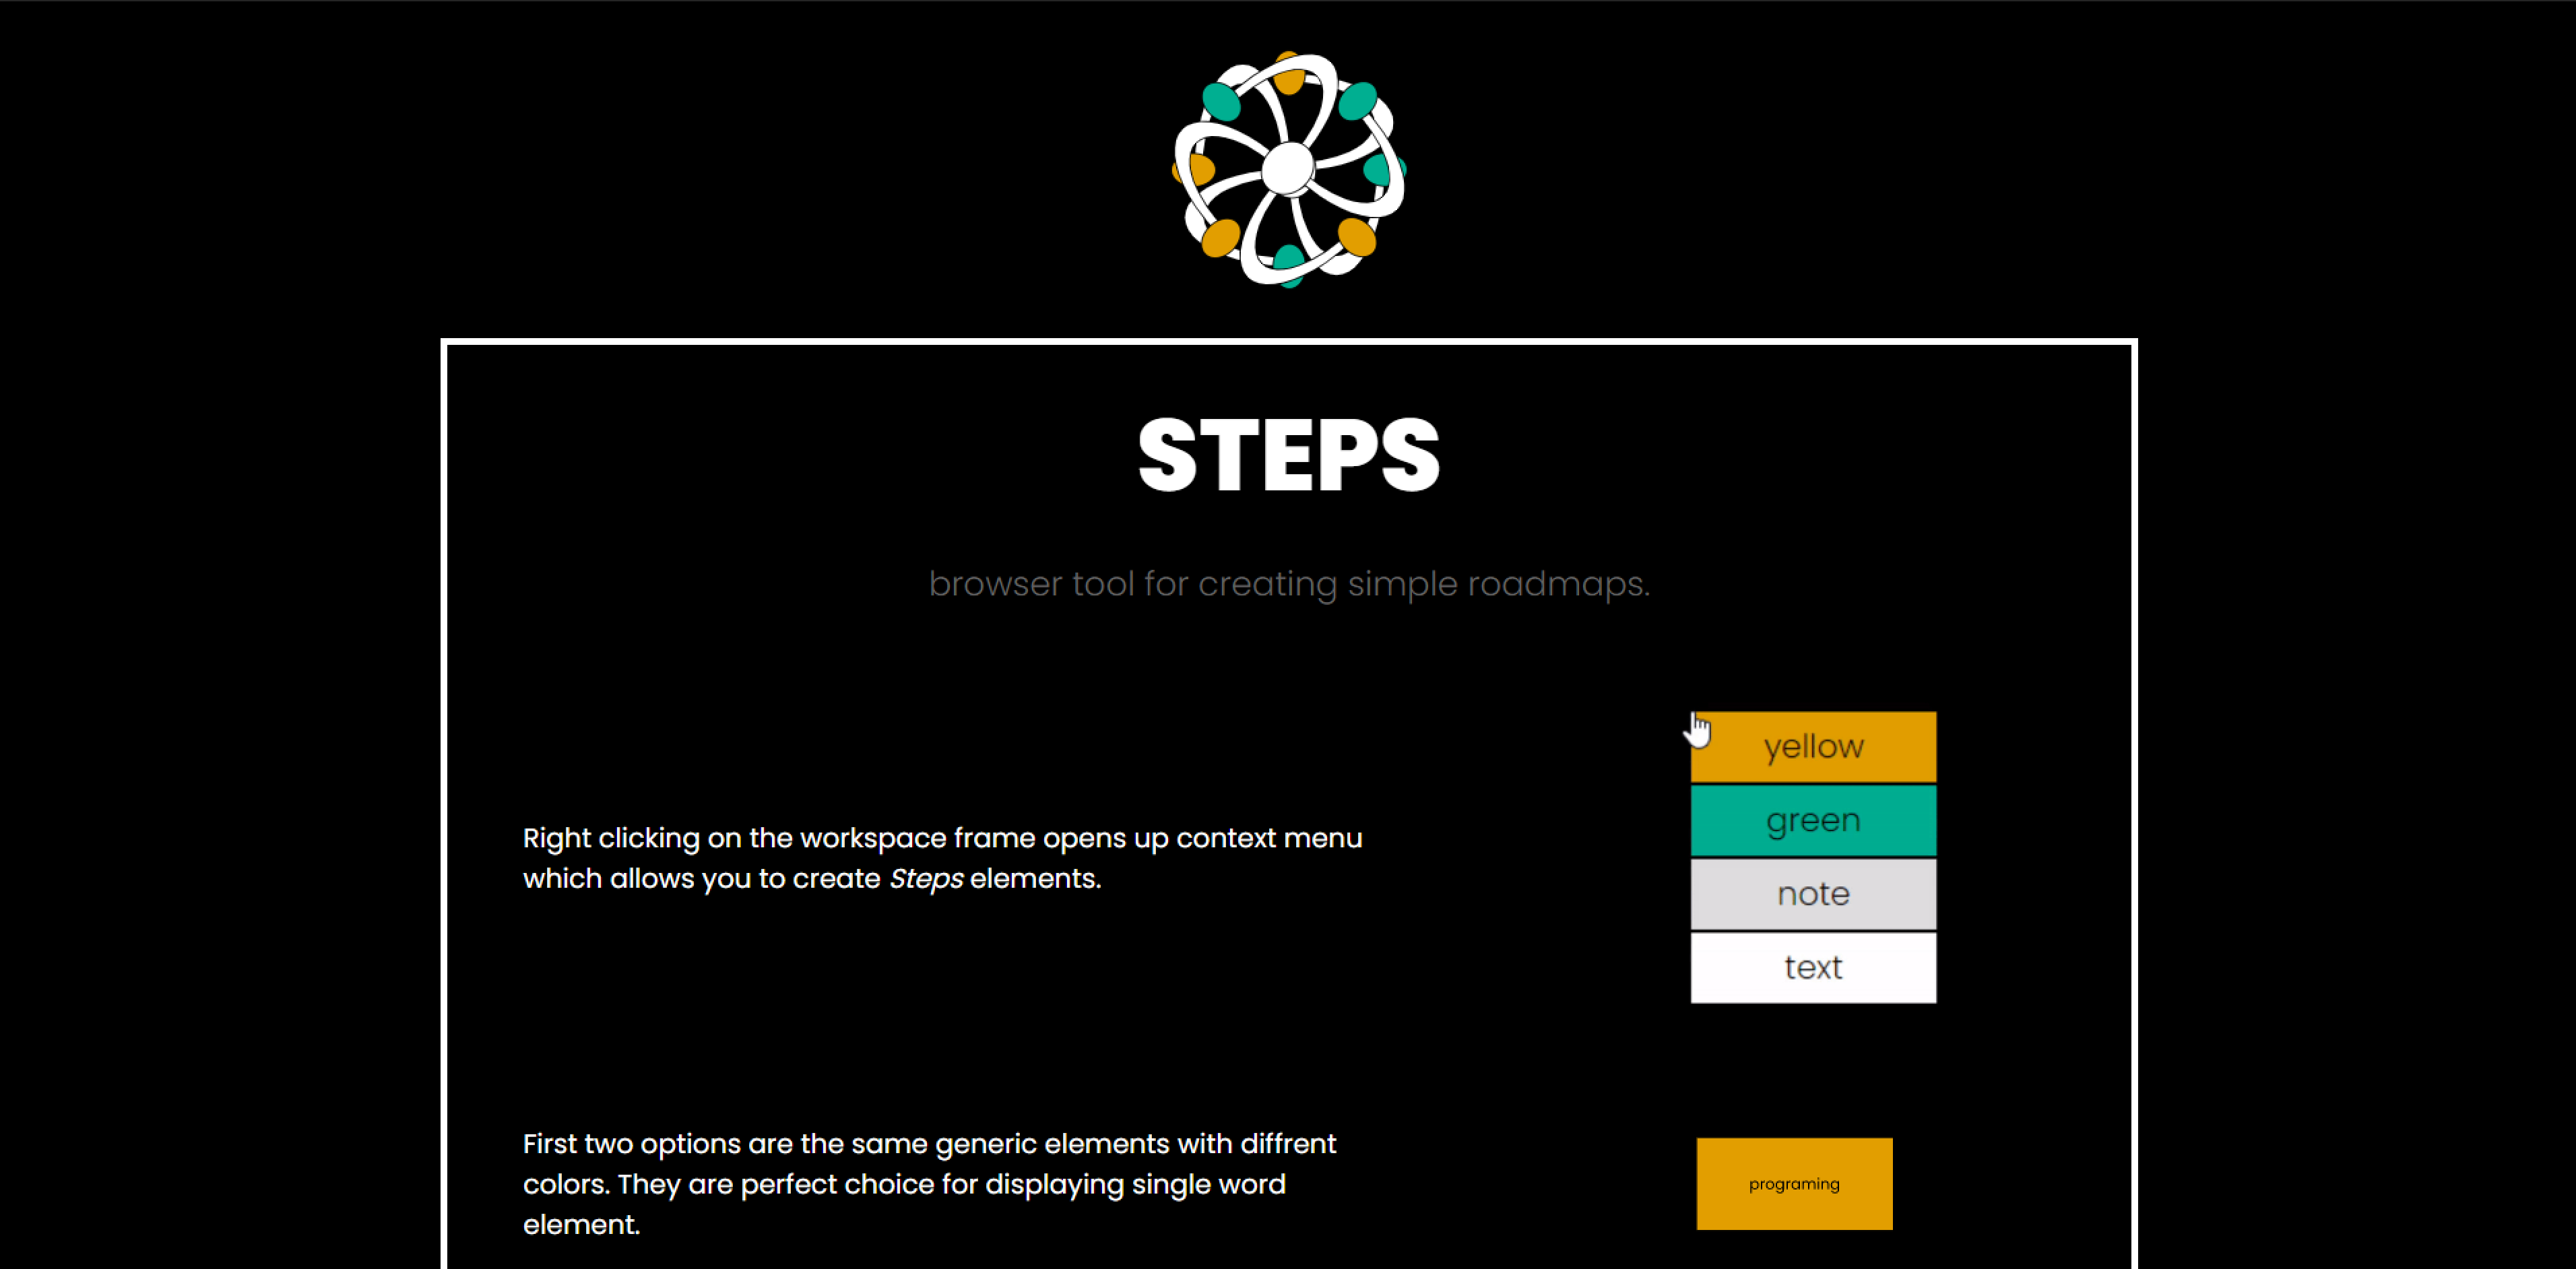 STEPS
browser tool for creating simple roadmaps.
yellow
green
note
text
Right clicking on the workspace frame opens up context menu
which allows you to create Steps elements.
First two options are the same generic elements with diffrent
colors. They are perfect choice for displaying single word
element.
programing